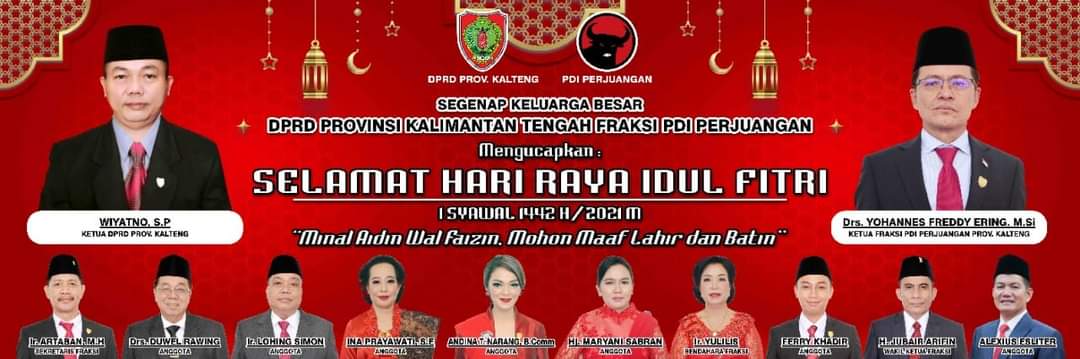 DPRD PROV. KALTENG
PDI PERJUANGAN
SEGENAP KELUARGA BESAR
DPRD PROVINSI KALIMANTAN TENGAH FRAKSI PDI PERJUANGAN
Mengucapkan :
SELAMAT HARI RAYA IDUL FITRI
1 SYAWAL 1442 H/2021 M
"Minal Aidin Wal Faizin, Mohon Maaf Lahir dan Batin"
WIYATNO, S.P
KETUA DPRD PROV. KALTENG
Drs. YOHANNES FREDDY ERING, M.Si
KETUA FRAKSI PDI PERJUANGAN PROV. KALTENG
Ir. ARTABAN, M.H
SEKRETARIS FRAKSI
Drs. DUWEL RAWING
ANGGOTA
Ir. LOHING SIMON
ANGGOTA
INA PRAYAWATI, S.E
ANGGOTA
ANDINA T. NARANG, B.Comm
ANGGOTA
Hj. MARYANI SABRAN
ANGGOTA
Ir. YULILIS
BENDAHARA FRAKSI
FERRY KHADIR
ANGGOTA
H. JUBAIR ARIFIN
WAKIL KETUA FRAKSI
ALEXIUS ESLITER
ANGGOTA